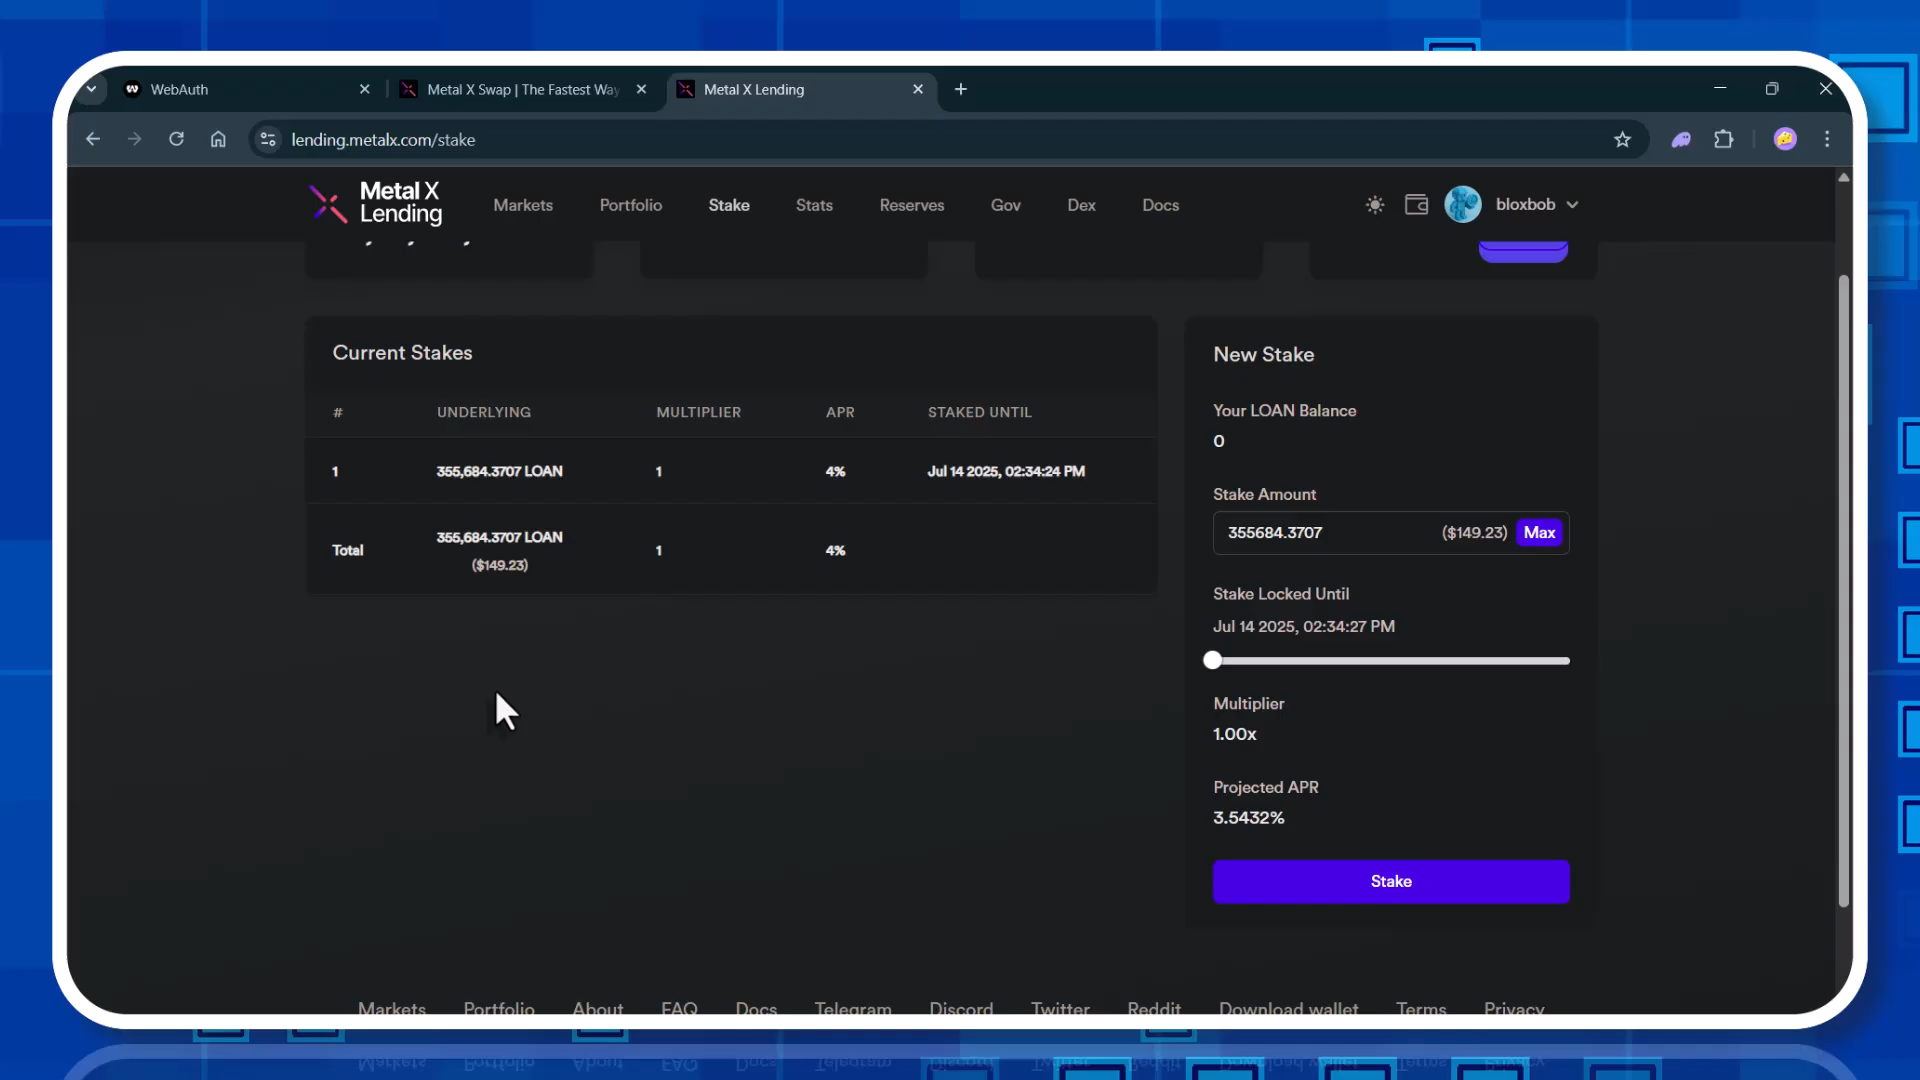 WebAuth
Metal X Swap | The Fastest Way
Metal X Lending
lending.metalx.com/stake
Metal X
Lending
Markets
Portfolio
Stake
Stats
Reserves
Gov
Dex
Docs
bloxbob
Current Stakes
# UNDERLYING MULTIPLIER APR STAKED UNTIL
1 355,684.3707 LOAN 1 4% Jul 14 2025, 02:34:24 PM
Total 355,684.3707 LOAN 1 4%
($149.23)
New Stake
Your LOAN Balance
0
Stake Amount
355684.3707 ($149.23) Max
Stake Locked Until
Jul 14 2025, 02:34:27 PM
Multiplier
1.00x
Projected APR
3.5432%
Stake
Markets Portfolio About FAQ Docs Telegram Discord Twitter Reddit Download wallet Terms Privacy